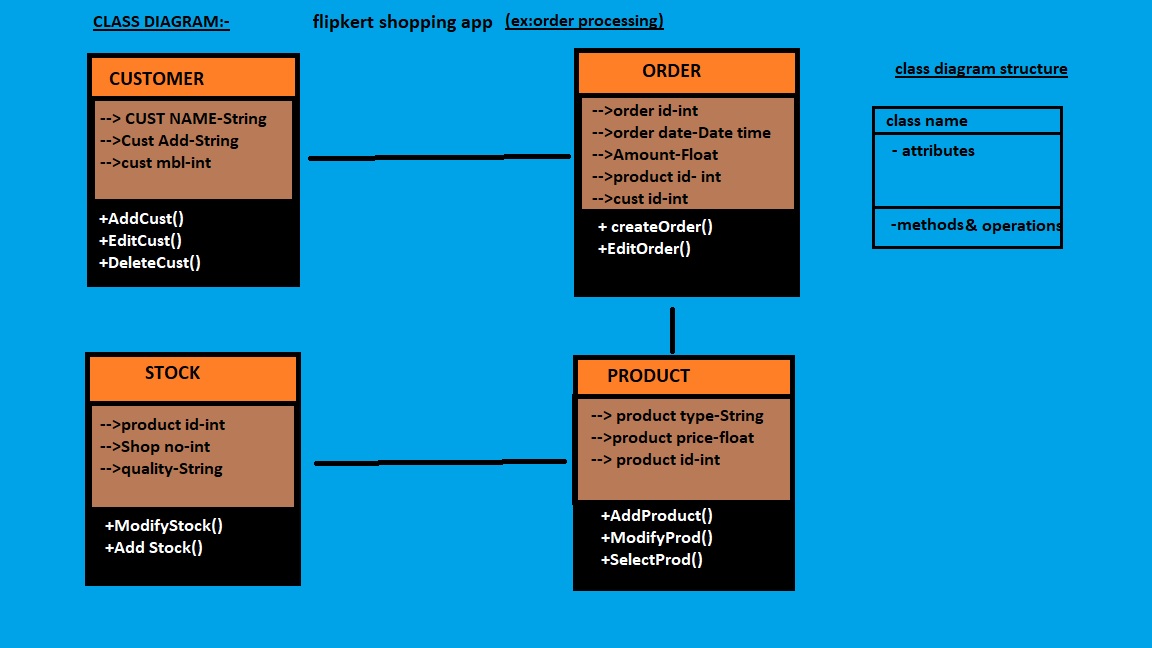 CLASS DIAGRAM:- flipkert shopping app (ex:order processing)
CUSTOMER
--> CUST NAME-String
-->Cust Add-String
-->cust mbl-int
+AddCust()
+EditCust()
+DeleteCust()
ORDER
-->order id-int
-->order date-Date time
-->Amount-Float
-->product id- int
-->cust id-int
+ createOrder()
+EditOrder()
class diagram structure
class name
- attributes
-methods& operations
STOCK
-->product id-int
-->Shop no-int
-->quality-String
+ModifyStock()
+Add Stock()
PRODUCT
--> product type-String
-->product price-float
--> product id-int
+AddProduct()
+ModifyProd()
+SelectProd()